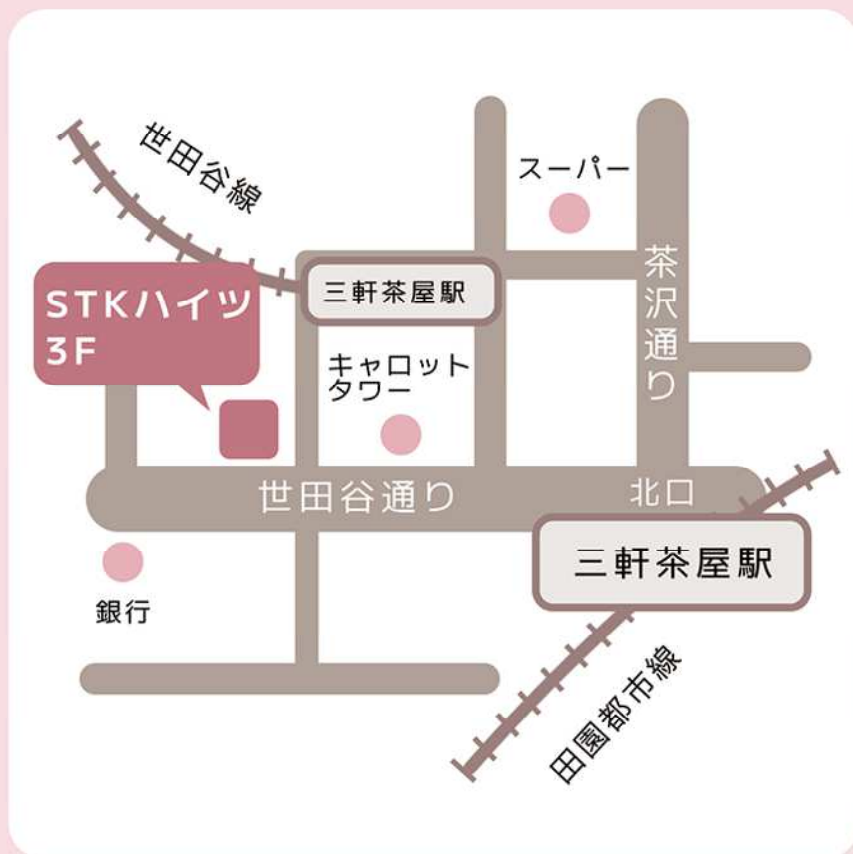 世田谷線
スーパー
茶沢通り
STKハイツ
3F
三軒茶屋駅
キャロット
タワー
世田谷通り
北口
三軒茶屋駅
銀行
田園都市線